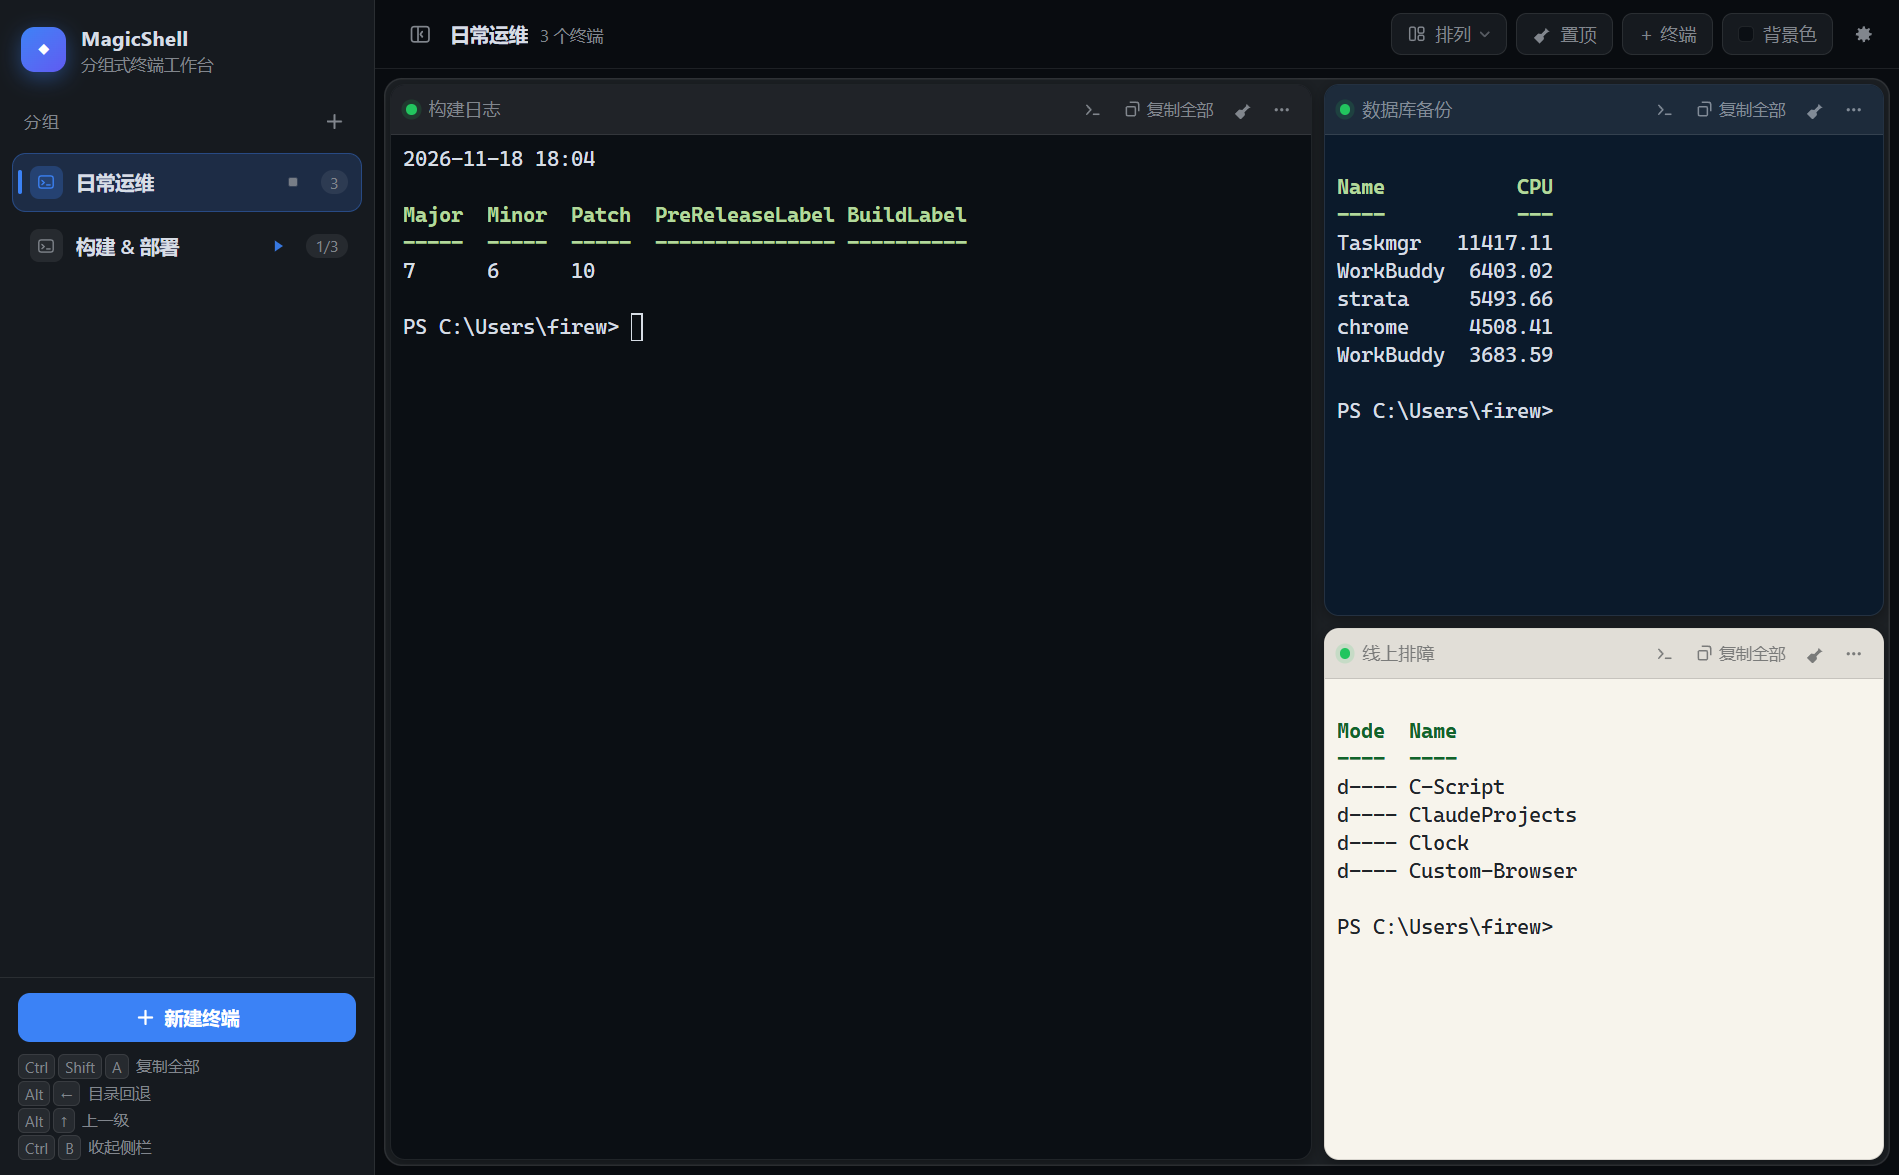 MagicShell
分组式终端工作台
分组
日常运维 3
构建 & 部署 1/3
+ 新建终端
Ctrl Shift A 复制全部
Alt ← 目录回退
Alt ↑ 上一级
Ctrl B 收起侧栏
日常运维 3 个终端
排列 置顶 + 终端 背景色
构建日志 复制全部
2026-11-18 18:04
Major  Minor  Patch  PreReleaseLabel BuildLabel
-----  -----  -----  --------------- ----------
7      6      10
PS C:\Users\firew>
数据库备份 复制全部
Name           CPU
----           ---
Taskmgr   11417.11
WorkBuddy  6403.02
strata     5493.66
chrome     4508.41
WorkBuddy  3683.59
PS C:\Users\firew>
线上排障 复制全部
Mode  Name
----  ----
d---- C-Script
d---- ClaudeProjects
d---- Clock
d---- Custom-Browser
PS C:\Users\firew>